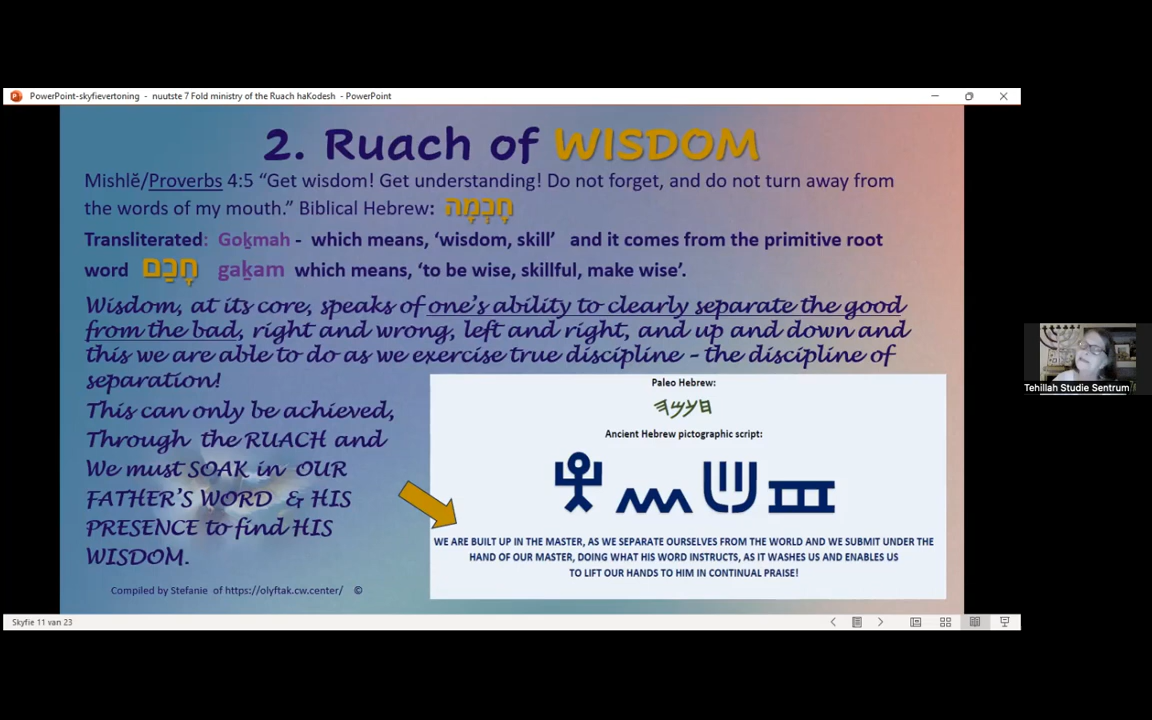 PowerPoint-skyfievertoning - nuutste 7 Fold ministry of the Ruach haKodesh - PowerPoint
2. Ruach of WISDOM
Mishlĕ/Proverbs 4:5 “Get wisdom! Get understanding! Do not forget, and do not turn away from
the words of my mouth.” Biblical Hebrew: חָכְמָה
Transliterated: Goḵmah - which means, ‘wisdom, skill’ and it comes from the primitive root
word חָכַם gaḵam which means, ‘to be wise, skillful, make wise’.
Wisdom, at its core, speaks of one’s ability to clearly separate the good
from the bad, right and wrong, left and right, and up and down and
this we are able to do as we exercise true discipline – the discipline of
separation!
This can only be achieved,
Through the RUACH and
We must SOAK in OUR
FATHER’S WORD & HIS
PRESENCE to find HIS
WISDOM.
Compiled by Stefanie of https://olyftak.cw.center/ ©
Paleo Hebrew:
Ancient Hebrew pictographic script:
WE ARE BUILT UP IN THE MASTER, AS WE SEPARATE OURSELVES FROM THE WORLD AND WE SUBMIT UNDER THE
HAND OF OUR MASTER, DOING WHAT HIS WORD INSTRUCTS, AS IT WASHES US AND ENABLES US
TO LIFT OUR HANDS TO HIM IN CONTINUAL PRAISE!
Skyfie 11 van 23
Tehillah Studie Sentrum